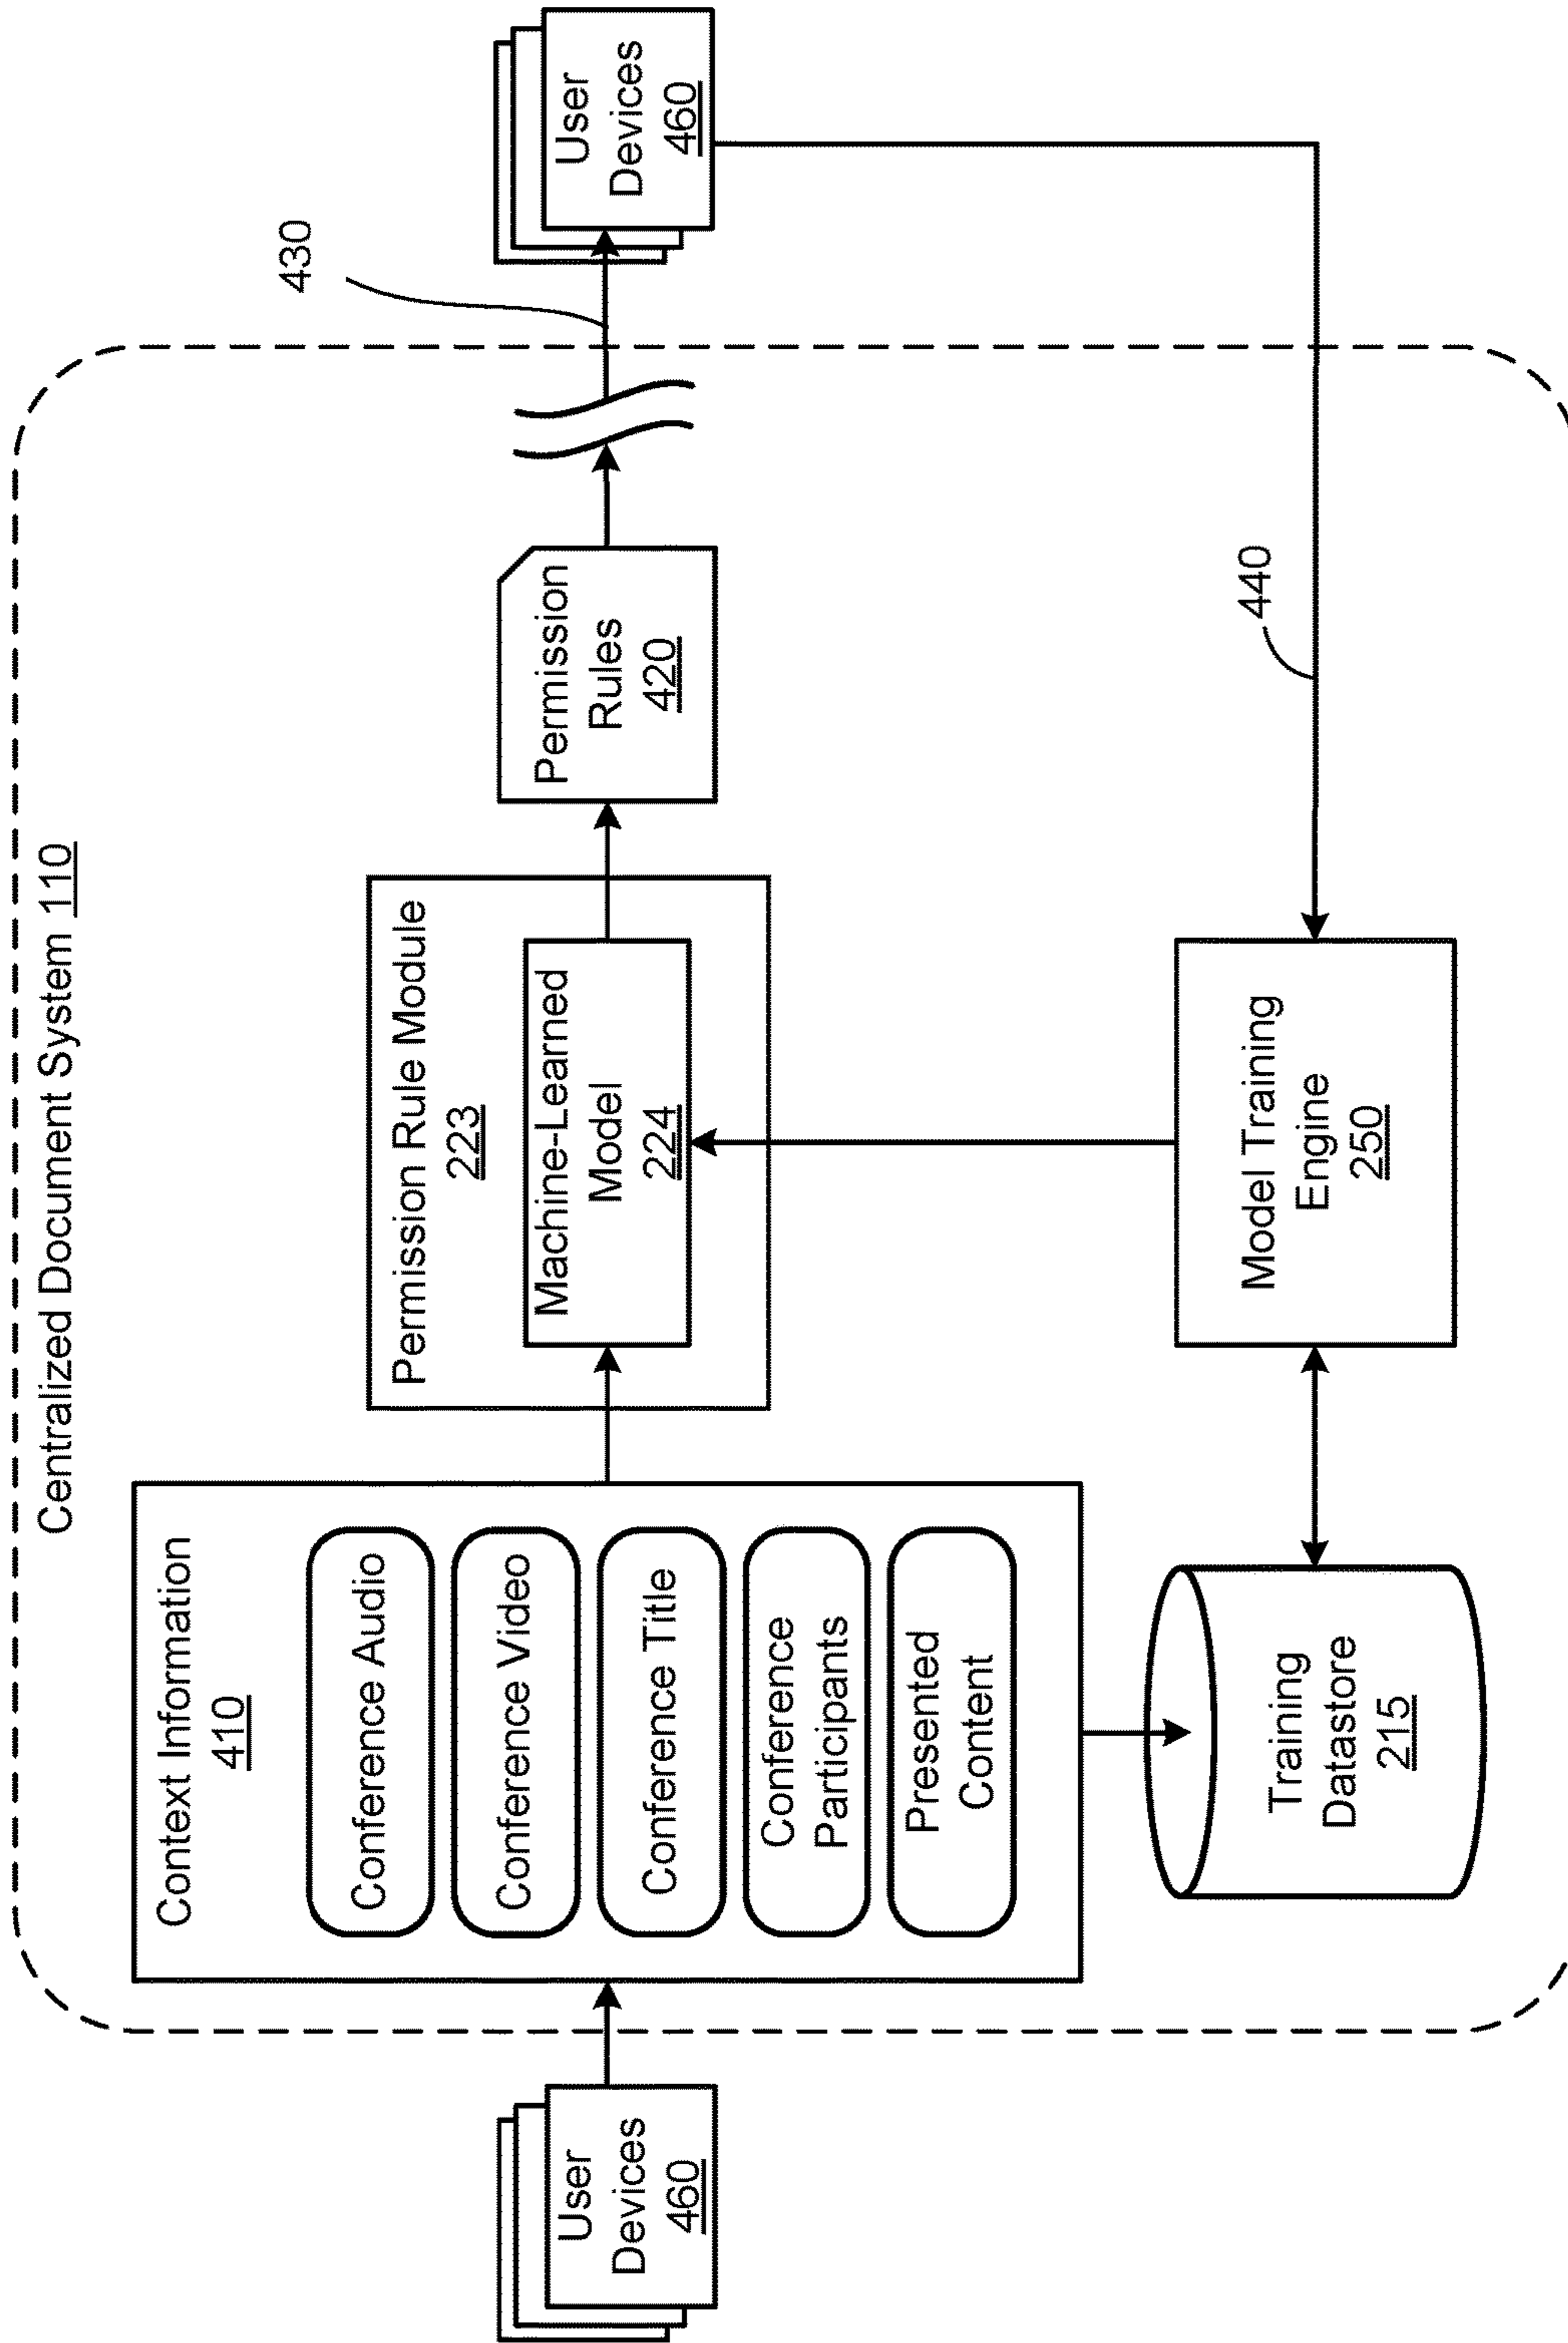 Centralized Document System 110
User
Devices
460
Context Information
410
Conference Audio
Conference Video
Conference Title
Conference
Participants
Presented
Content
Training
Datastore
215
Permission Rule Module
223
Machine-Learned
Model
224
Model Training
Engine
250
Permission
Rules
420
430
440
User
Devices
460